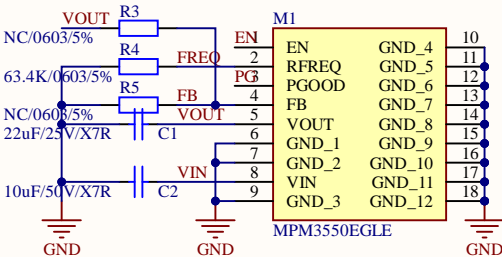 VOUT R3 M1
NC/0603/5% EN 1 EN GND_4 10
R4 FREQ 2 RFREQ GND_5 11
63.4K/0603/5% PG 3 PGOOD GND_6 12
R5 FB 4 FB GND_7 13
NC/0603/5% VOUT 5 VOUT GND_8 14
22uF/25V/X7R C1 6 GND_1 GND_9 15
7 GND_2 GND_10 16
VIN 8 VIN GND_11 17
10uF/50V/X7R C2 9 GND_3 GND_12 18
GND GND MPM3550EGLE GND